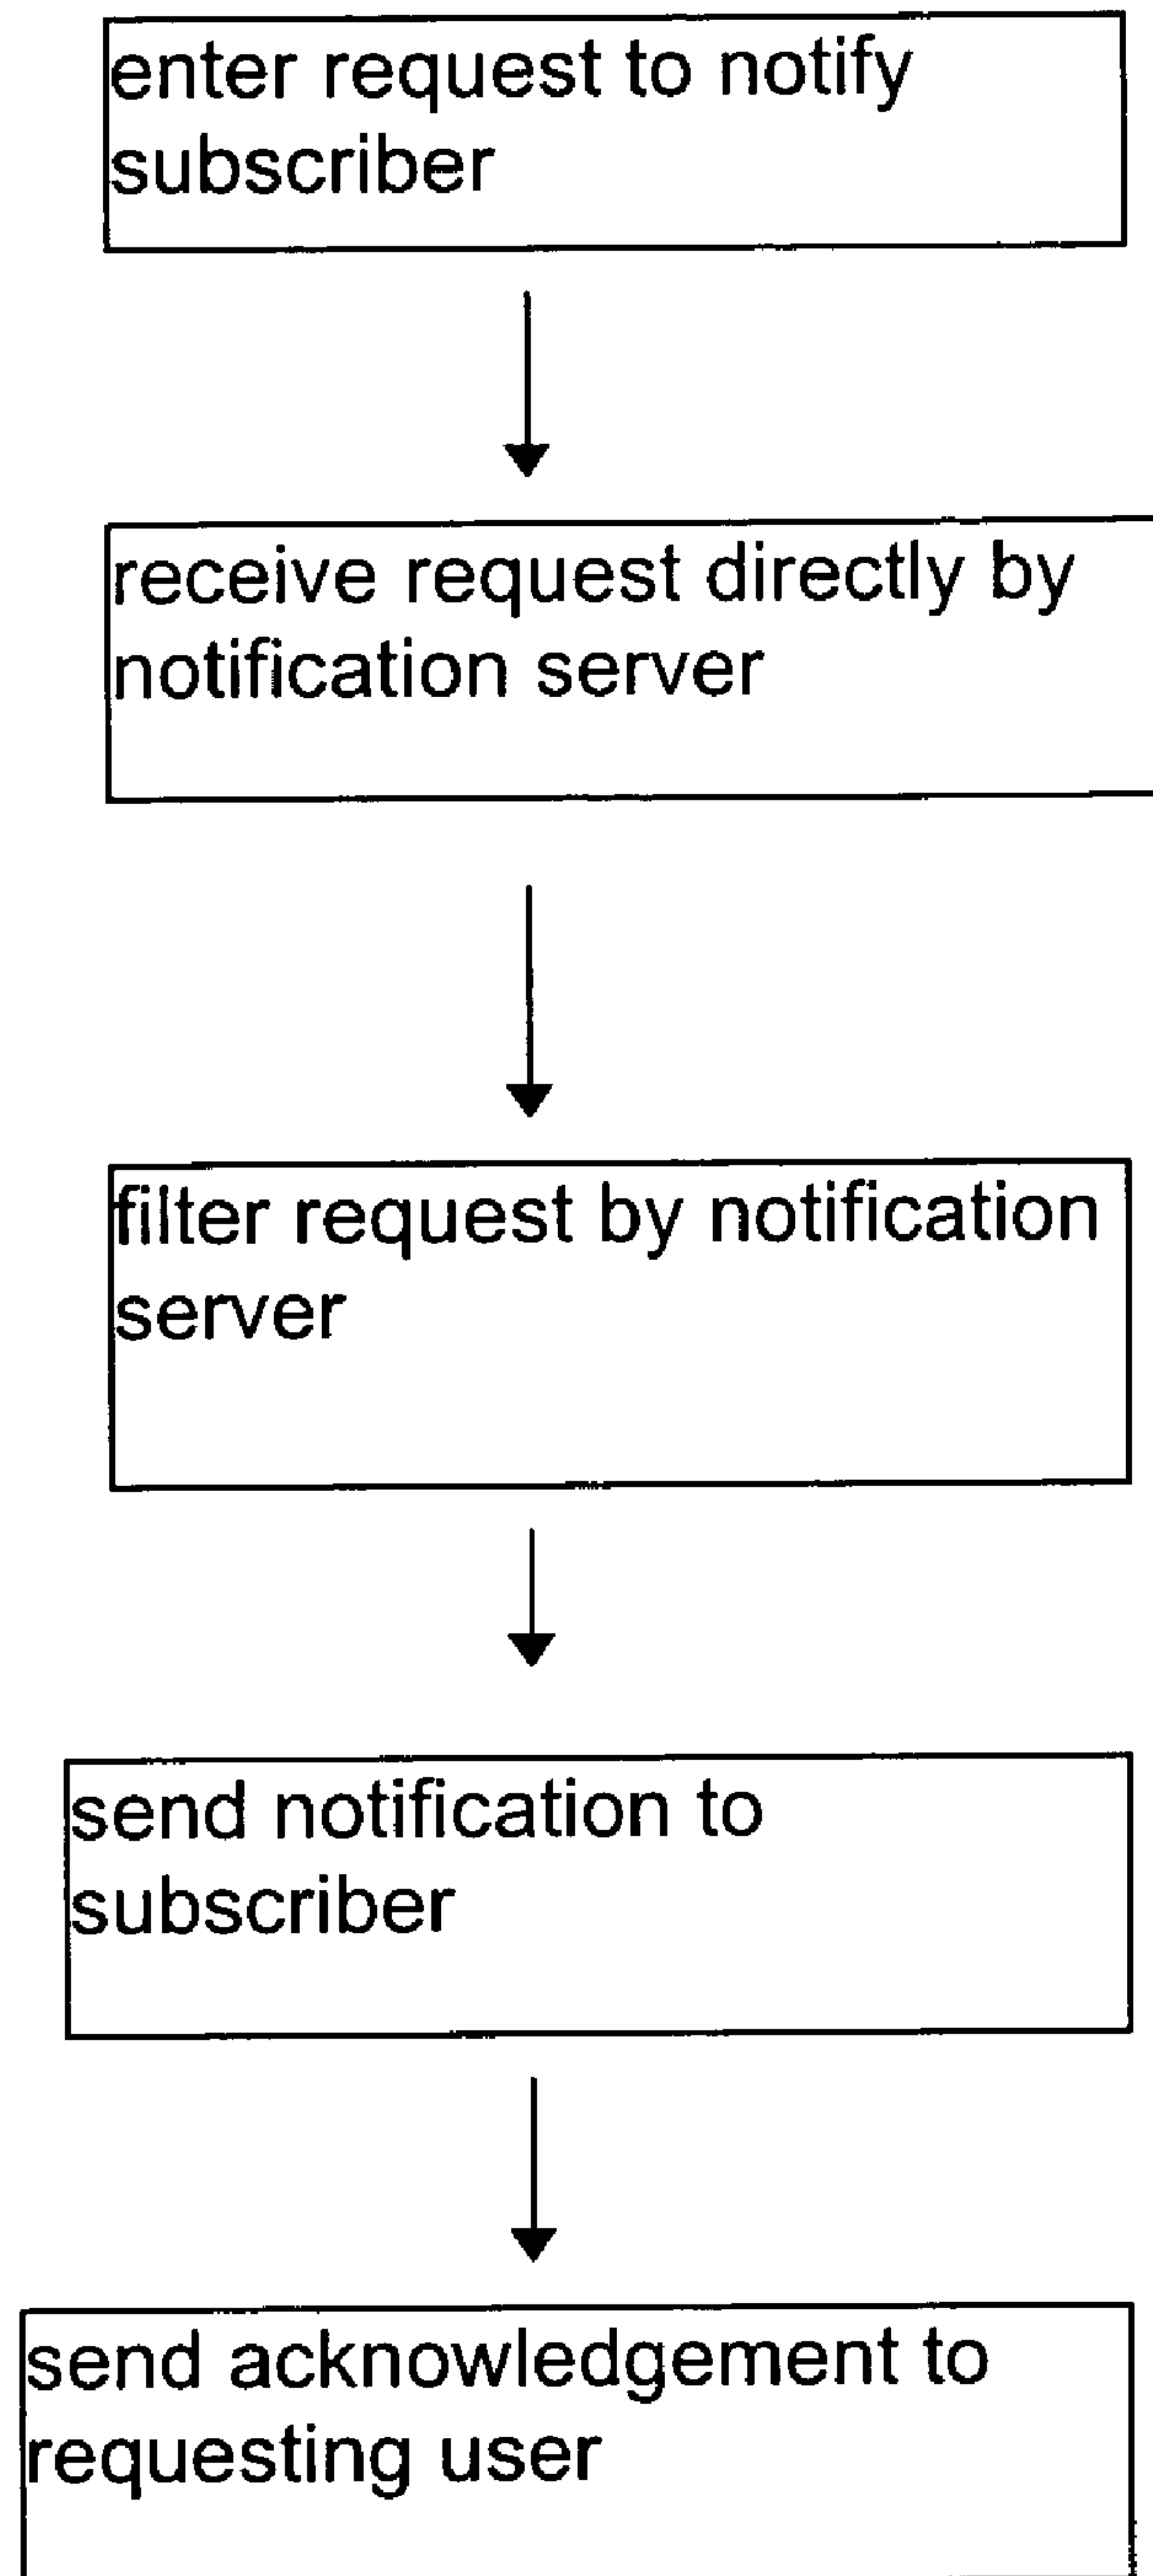 enter request to notify
subscriber
receive request directly by
notification server
filter request by notification
server
send notification to
subscriber
send acknowledgement to
requesting user